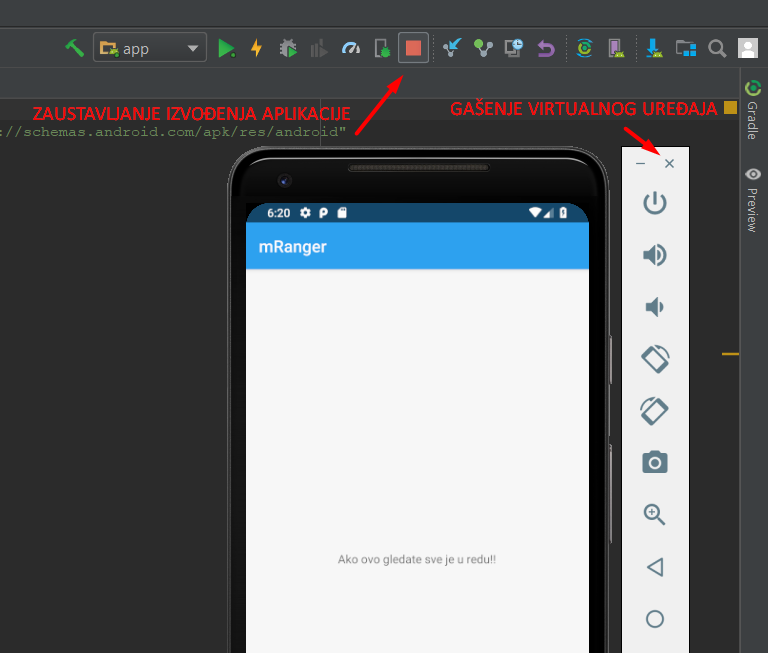 app
ZAUSTAVLJANJE IZVOĐENJA APLIKACIJE
GAŠENJE VIRTUALNOG UREĐAJA
://schemas.android.com/apk/res/android"
Gradle
Preview
6:20
mRanger
Ako ovo gledate sve je u redu!!